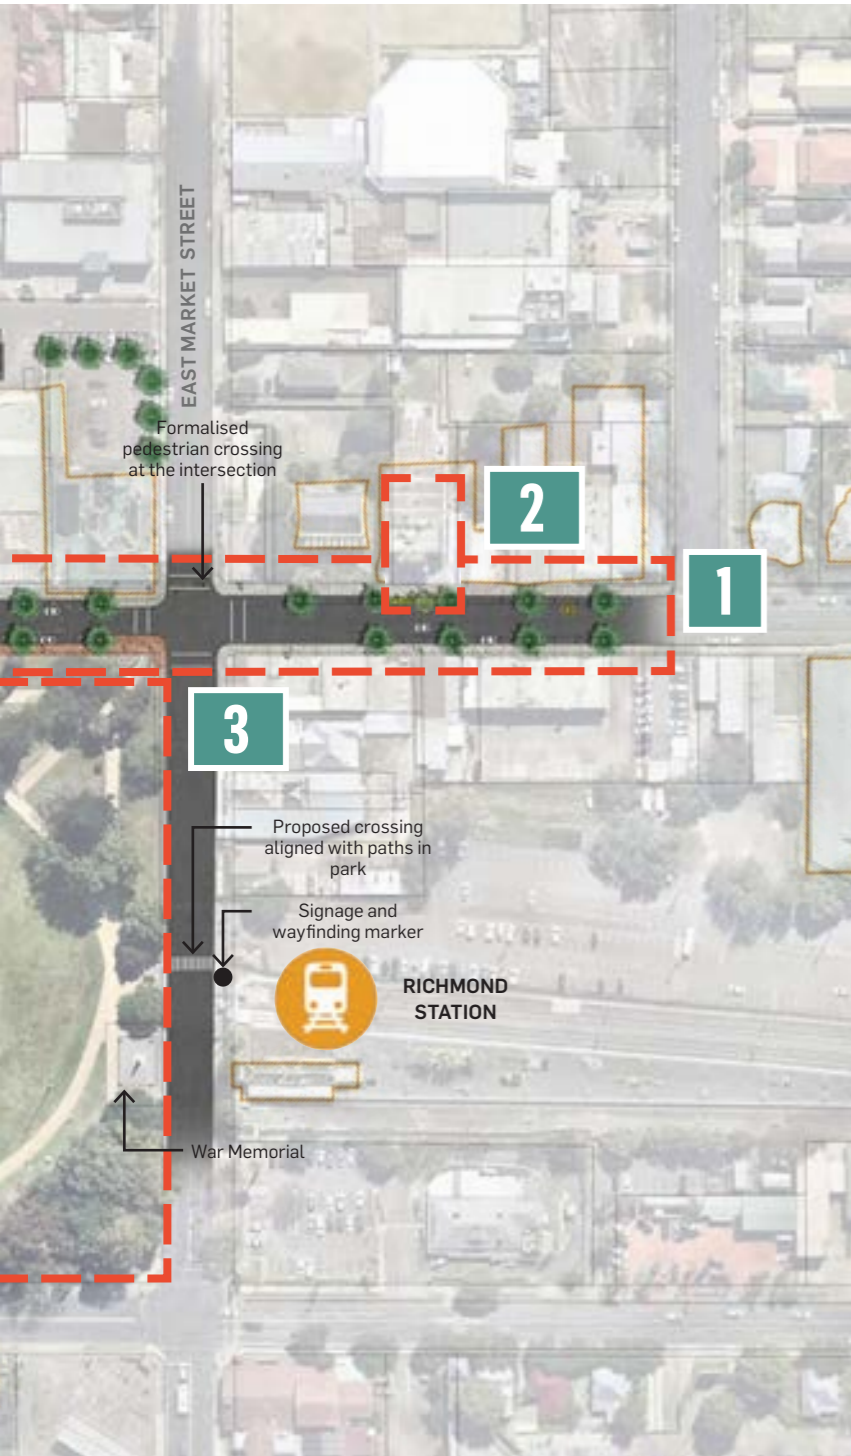 EAST MARKET STREET
Formalised
pedestrian crossing
at the intersection
2
1
3
Proposed crossing
aligned with paths in
park
Signage and
wayfinding marker
RICHMOND
STATION
War Memorial